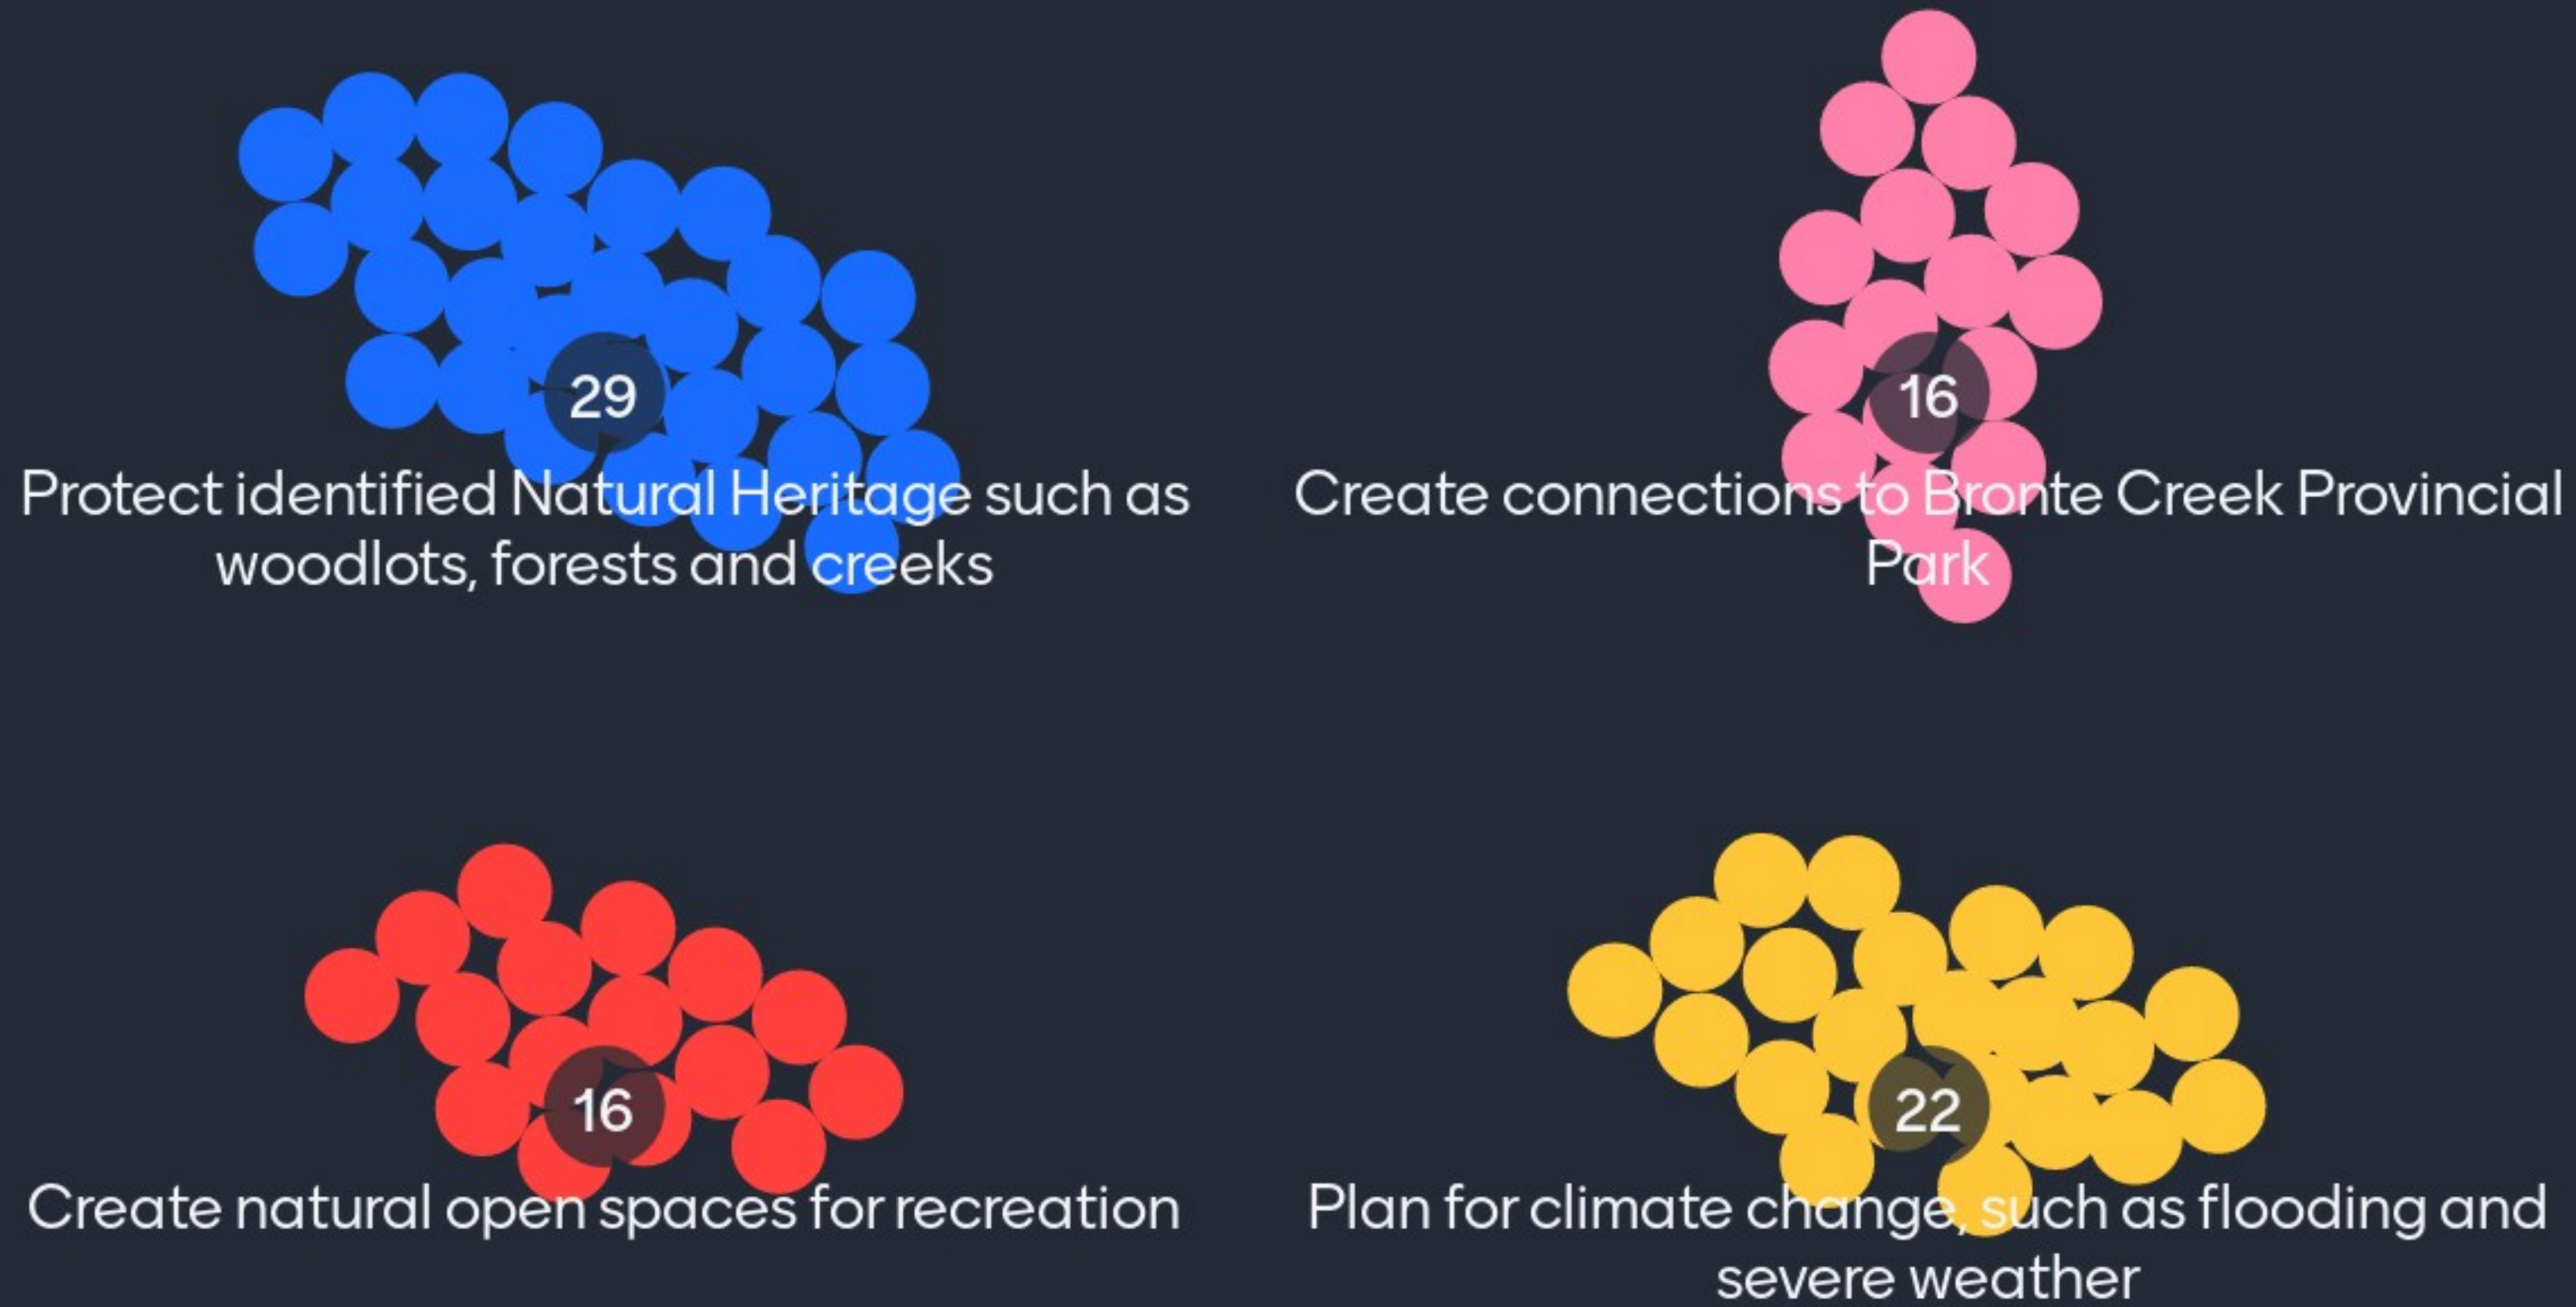 29
Protect identified Natural Heritage such as
woodlots, forests and creeks
16
Create connections to Bronte Creek Provincial
Park
16
Create natural open spaces for recreation
22
Plan for climate change, such as flooding and
severe weather